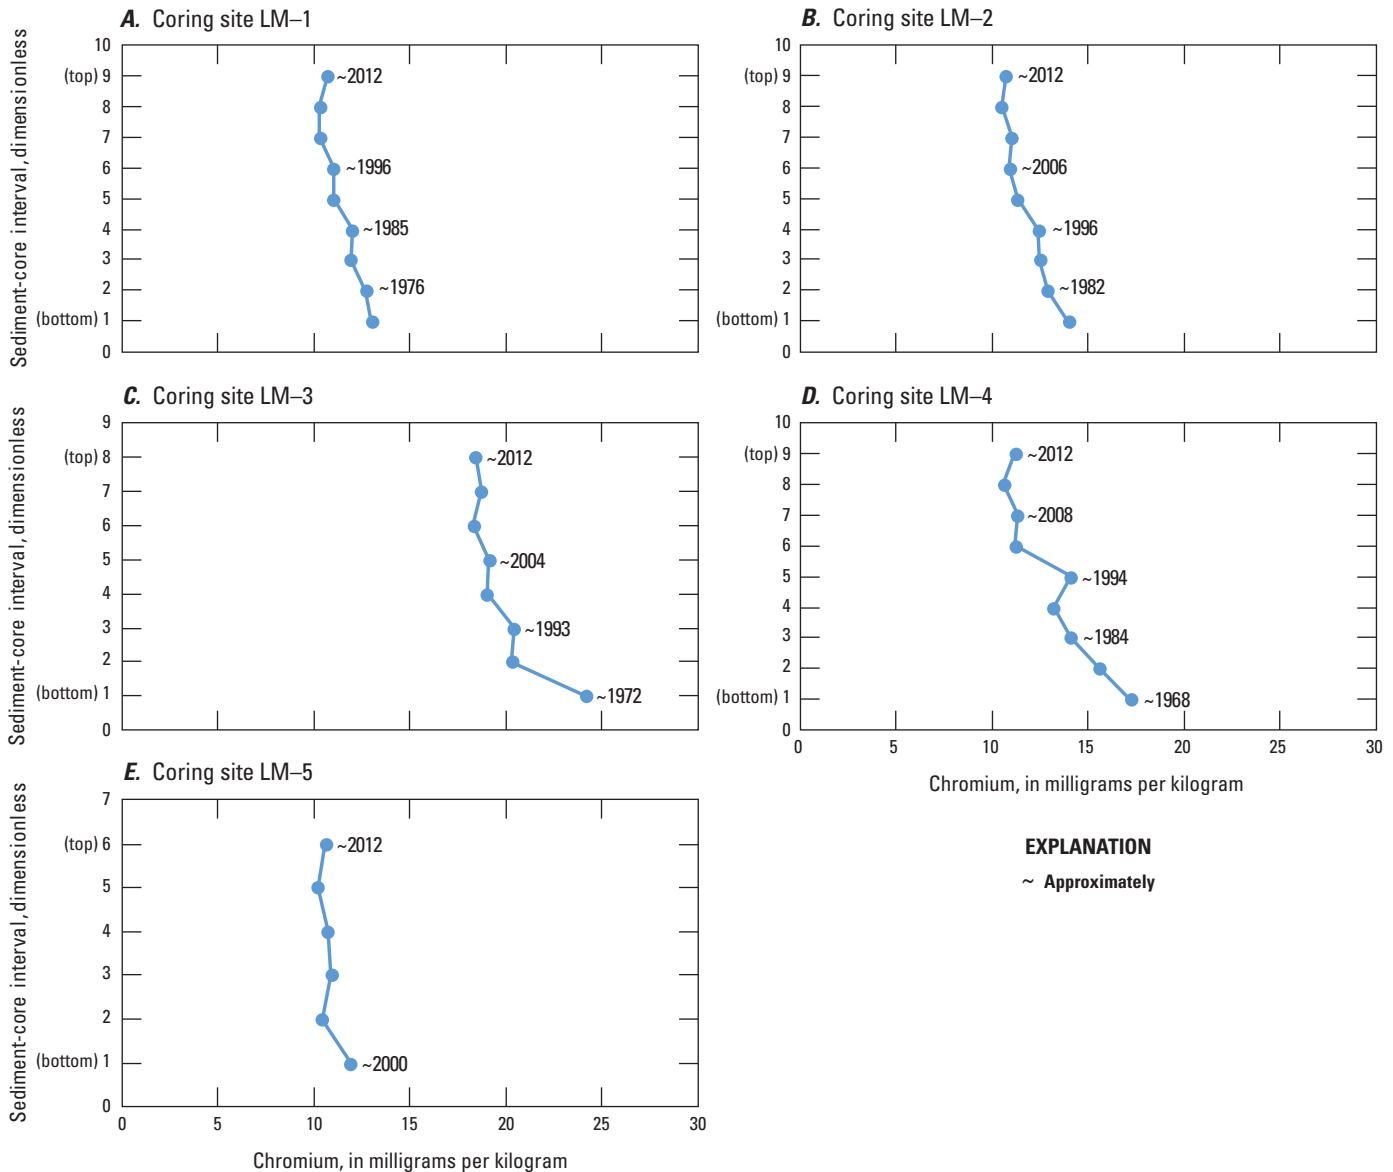 A. Coring site LM–1
Sediment-core interval, dimensionless
10
(top) 9
8
7
6
5
4
3
2
(bottom) 1
0
~2012
~1996
~1985
~1976
B. Coring site LM–2
10
(top) 9
8
7
6
5
4
3
2
(bottom) 1
0
~2012
~2006
~1996
~1982
C. Coring site LM–3
Sediment-core interval, dimensionless
9
(top) 8
7
6
5
4
3
2
(bottom) 1
0
~2012
~2004
~1993
~1972
D. Coring site LM–4
10
(top) 9
8
7
6
5
4
3
2
(bottom) 1
0
~2012
~2008
~1994
~1984
~1968
0 5 10 15 20 25 30
Chromium, in milligrams per kilogram
E. Coring site LM–5
Sediment-core interval, dimensionless
7
(top) 6
5
4
3
2
(bottom) 1
0
~2012
~2000
0 5 10 15 20 25 30
Chromium, in milligrams per kilogram
EXPLANATION
~ Approximately